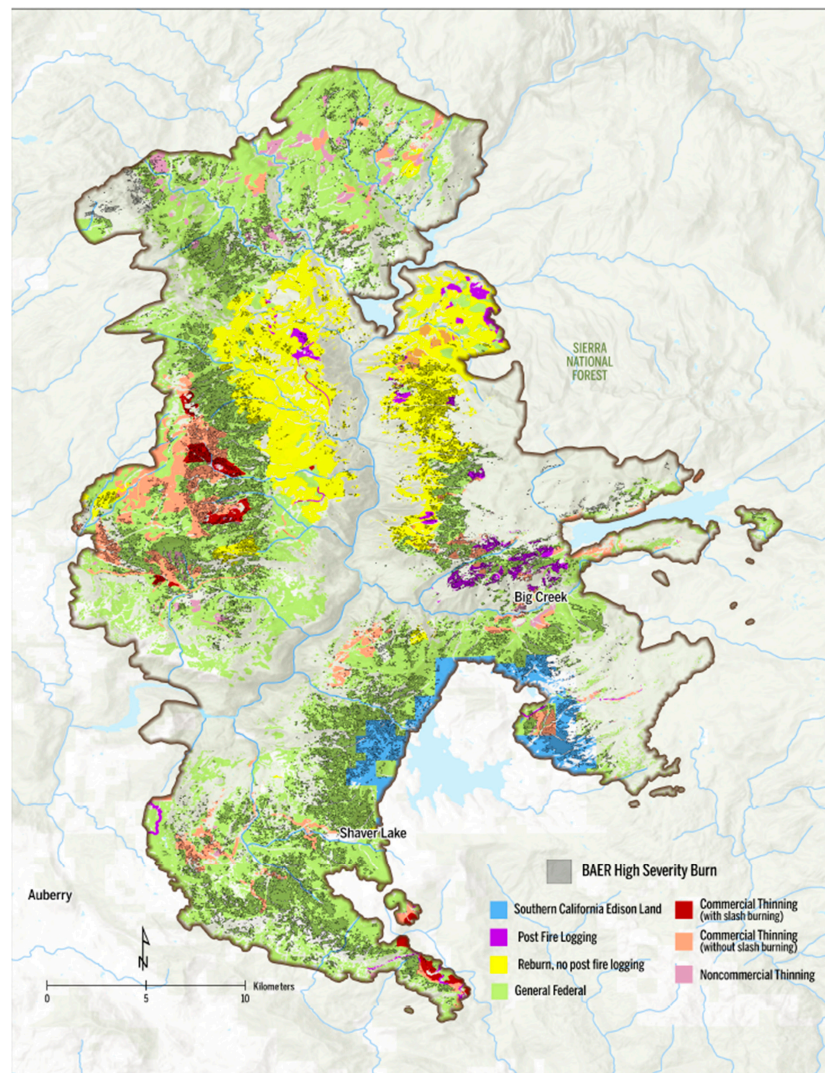 SIERRA
NATIONAL
FOREST
Big Creek
Shaver Lake
Auberry
N
0 5 10 Kilometers
BAER High Severity Burn
Southern California Edison Land
Post Fire Logging
Reburn, no post fire logging
General Federal
Commercial Thinning
(with slash burning)
Commercial Thinning
(without slash burning)
Noncommercial Thinning